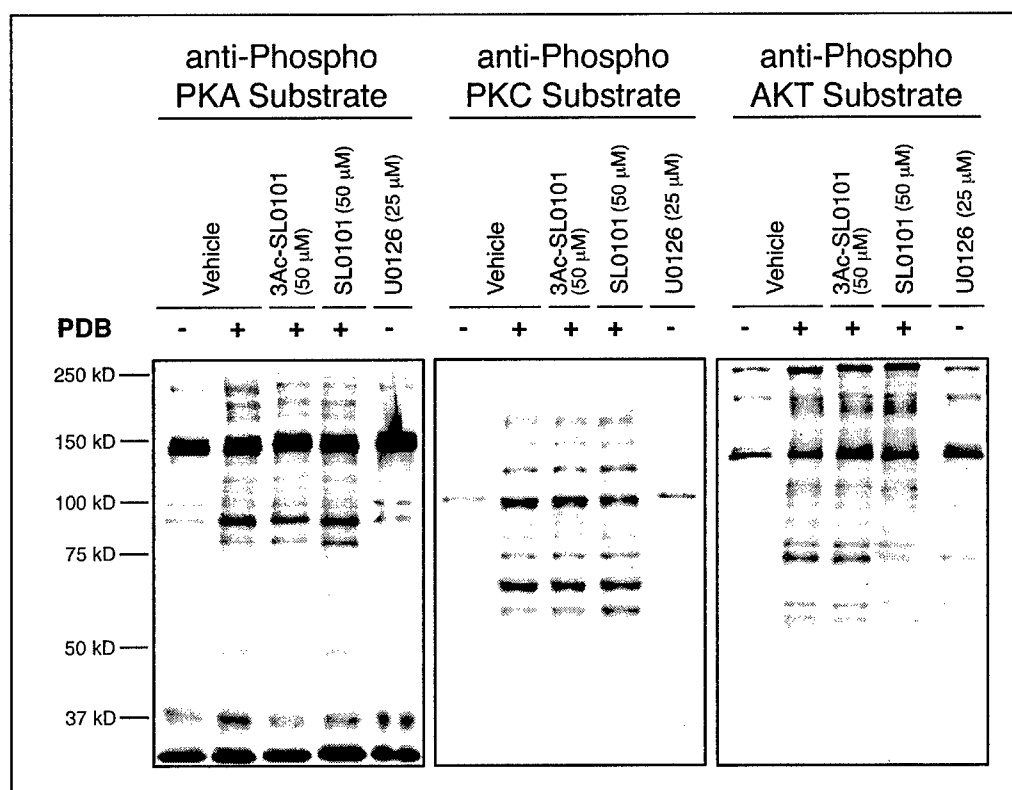 anti-Phospho
PKA Substrate
anti-Phospho
PKC Substrate
anti-Phospho
AKT Substrate
Vehicle
3Ac-SL0101
(50 µM)
SL0101 (50 µM)
U0126 (25 µM)
Vehicle
3Ac-SL0101
(50 µM)
SL0101 (50 µM)
U0126 (25 µM)
Vehicle
3Ac-SL0101
(50 µM)
SL0101 (50 µM)
U0126 (25 µM)
PDB - + + + - - + + + - - + + + -
250 kD
150 kD
100 kD
75 kD
50 kD
37 kD